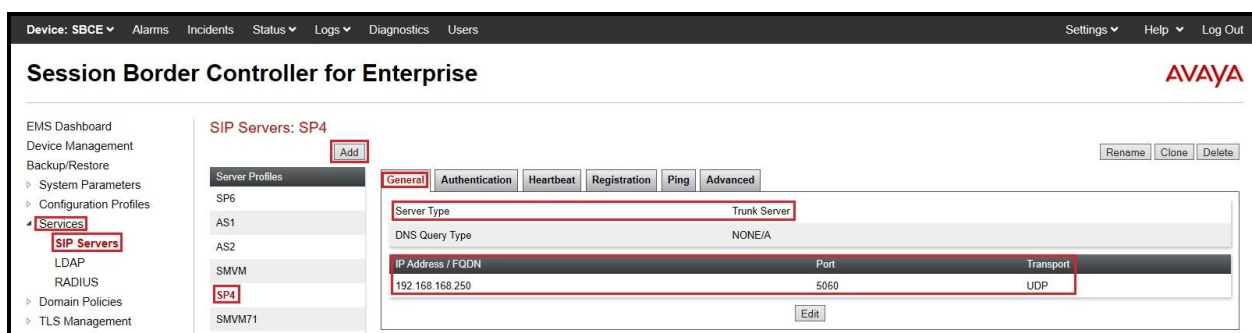 Device: SBCE Alarms Incidents Status Logs Diagnostics Users Settings Help Log Out
Session Border Controller for Enterprise
AVAYA
EMS Dashboard
Device Management
Backup/Restore
System Parameters
Configuration Profiles
Services
SIP Servers
LDAP
RADIUS
Domain Policies
TLS Management
SIP Servers: SP4
Add
Rename Clone Delete
Server Profiles
SP6
AS1
AS2
SMVM
SP4
SMVM71
General Authentication Heartbeat Registration Ping Advanced
Server Type Trunk Server
DNS Query Type NONE/A
IP Address / FQDN Port Transport
192.168.168.250 5060 UDP
Edit